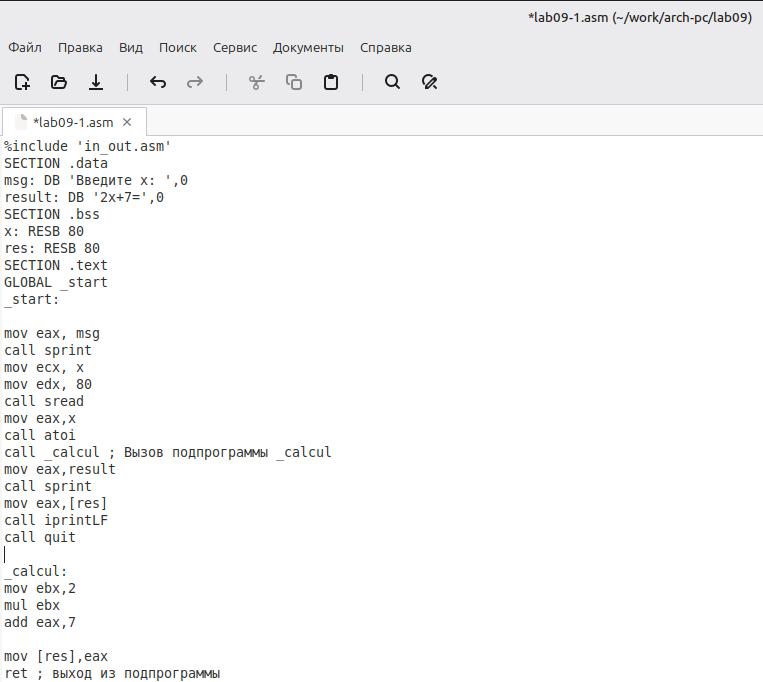 *lab09-1.asm (~/work/arch-pc/lab09)
Файл Правка Вид Поиск Сервис Документы Справка
*lab09-1.asm ×
%include 'in_out.asm'
SECTION .data
msg: DB 'Введите x: ',0
result: DB '2x+7=',0
SECTION .bss
x: RESB 80
res: RESB 80
SECTION .text
GLOBAL _start
_start:

mov eax, msg
call sprint
mov ecx, x
mov edx, 80
call sread
mov eax,x
call atoi
call _calcul ; Вызов подпрограммы _calcul
mov eax,result
call sprint
mov eax,[res]
call iprintLF
call quit

_calcul:
mov ebx,2
mul ebx
add eax,7

mov [res],eax
ret ; выход из подпрограммы